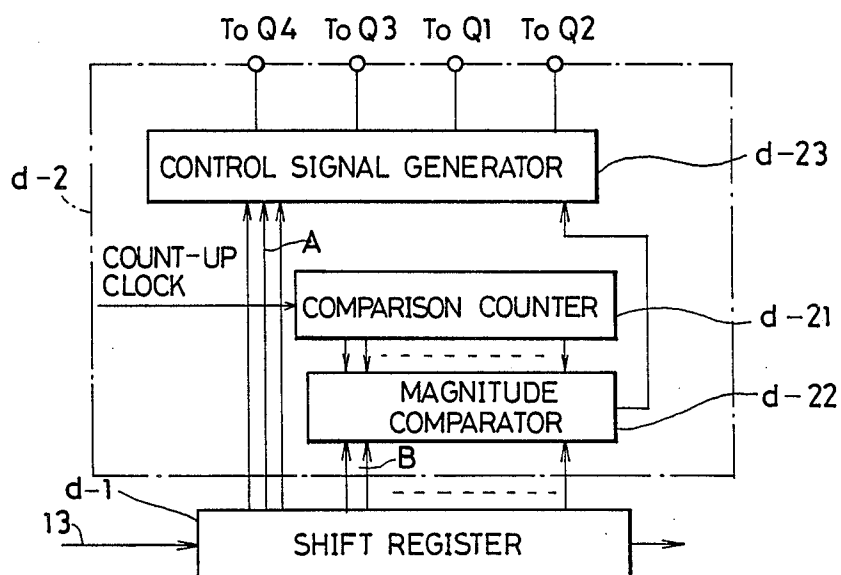 To Q4 To Q3 To Q1 To Q2
CONTROL SIGNAL GENERATOR
d-23
d-2
A
COUNT-UP
CLOCK
COMPARISON COUNTER
d-21
MAGNITUDE
COMPARATOR
d-22
B
d-1
13
SHIFT REGISTER